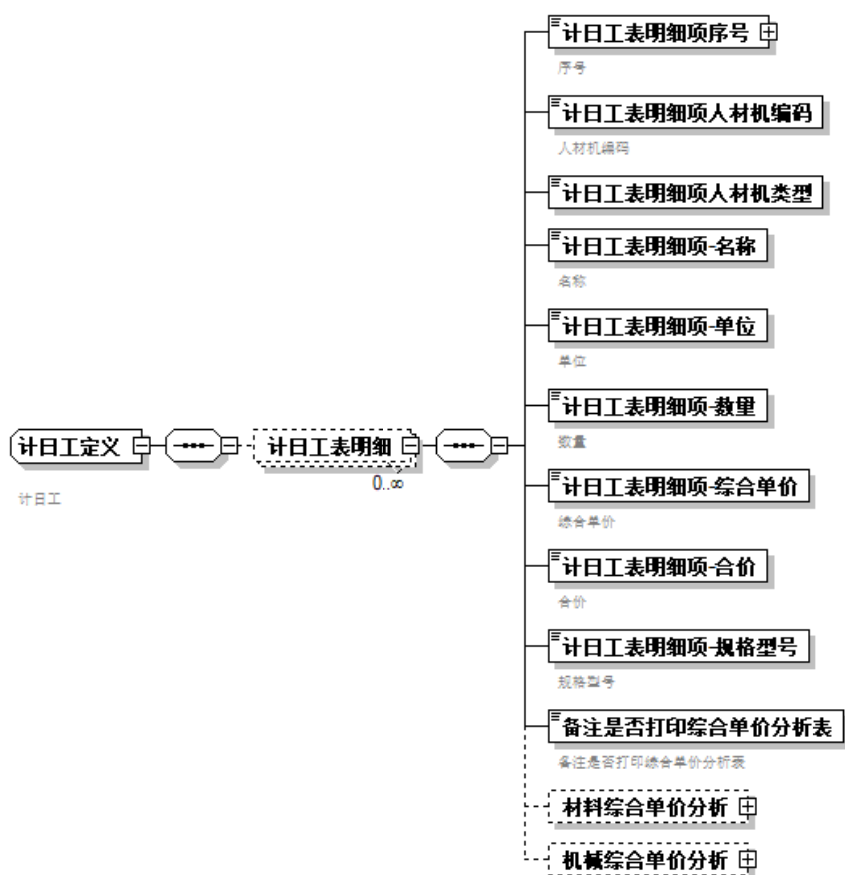 计日工表明细项序号
序号
计日工表明细项人材机编码
人材机编码
计日工表明细项人材机类型
计日工表明细项-名称
名称
计日工表明细项-单位
单位
计日工表明细项-数量
数量
计日工定义
计日工表明细
0..∞
计日工
计日工表明细项-综合单价
综合单价
计日工表明细项-合价
合价
计日工表明细项-规格型号
规格型号
备注是否打印综合单价分析表
备注是否打印综合单价分析表
材料综合单价分析
机械综合单价分析